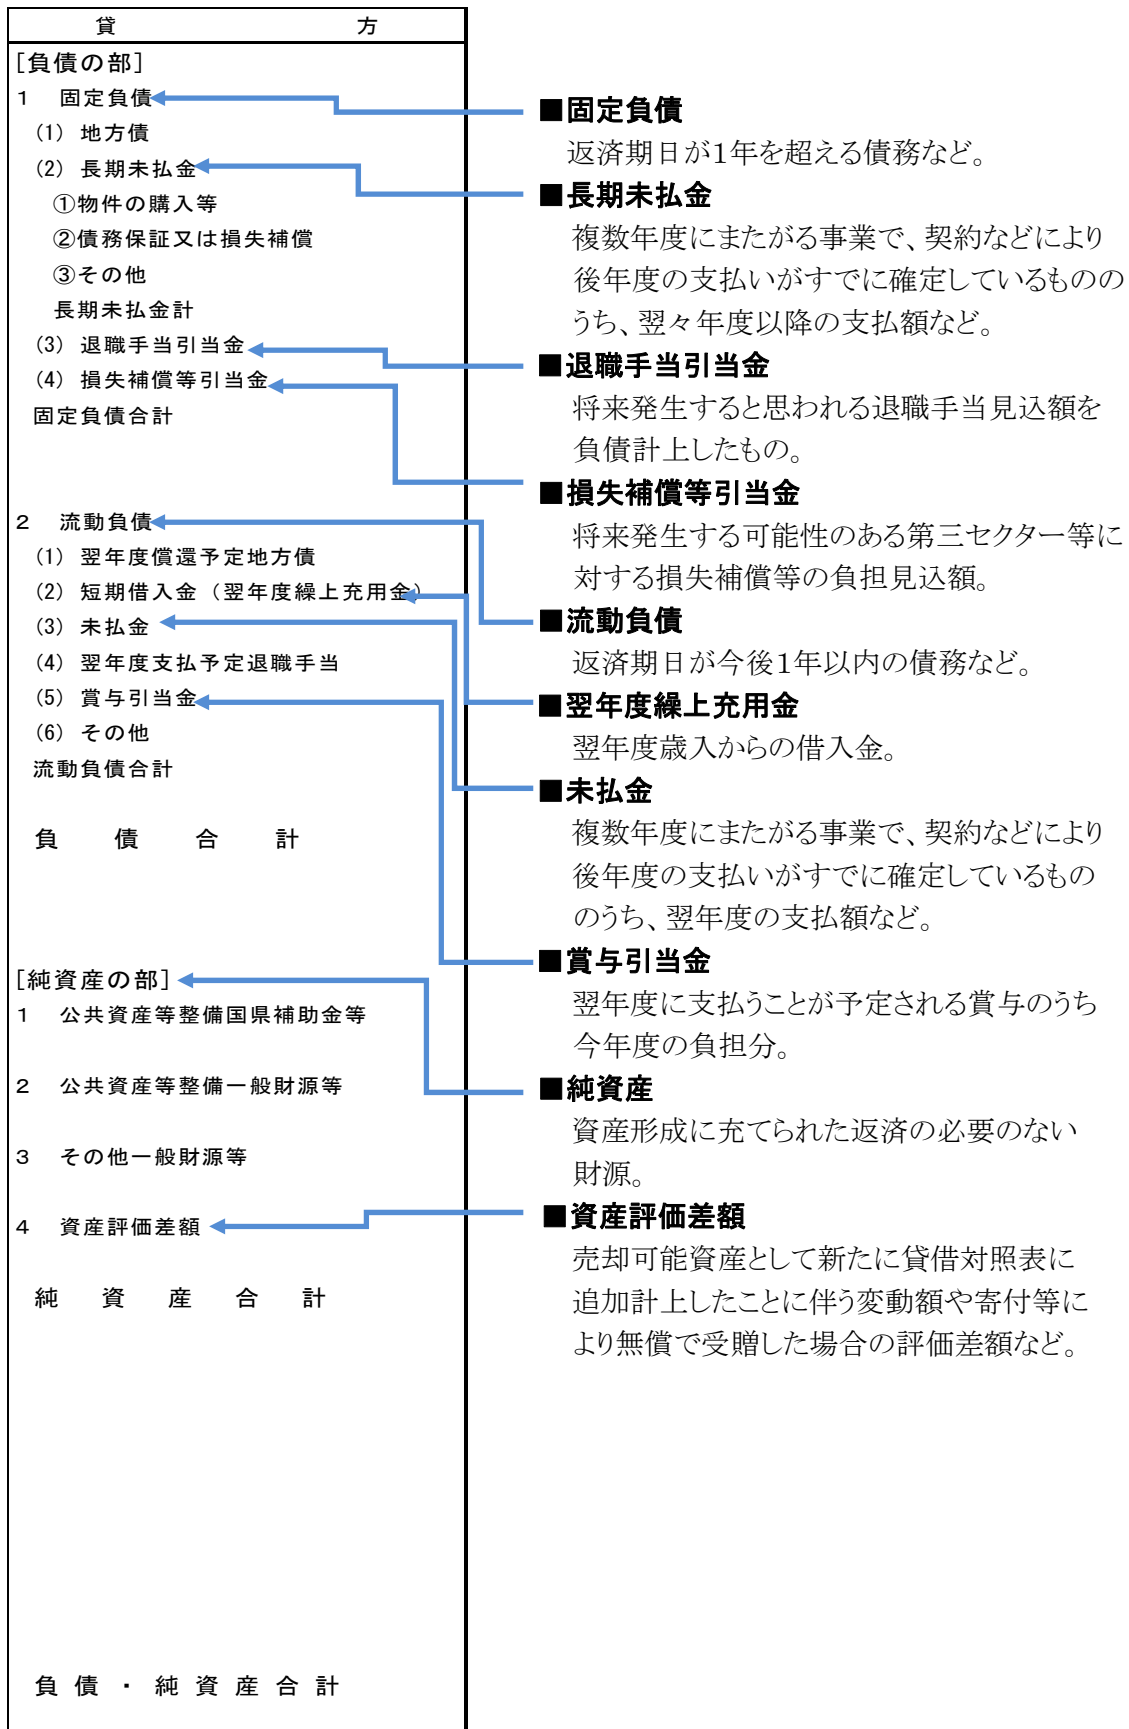 貸　方
[負債の部]
1　固定負債
(1) 地方債
(2) 長期未払金
①物件の購入等
②債務保証又は損失補償
③その他
長期未払金計
(3) 退職手当引当金
(4) 損失補償等引当金
固定負債合計
2　流動負債
(1) 翌年度償還予定地方債
(2) 短期借入金（翌年度繰上充用金）
(3) 未払金
(4) 翌年度支払予定退職手当
(5) 賞与引当金
(6) その他
流動負債合計
負　債　合　計
[純資産の部]
1　公共資産等整備国県補助金等
2　公共資産等整備一般財源等
3　その他一般財源等
4　資産評価差額
純　資　産　合　計
負 債 ・ 純 資 産 合 計
■固定負債
返済期日が1年を超える債務など。
■長期未払金
複数年度にまたがる事業で、契約などにより
後年度の支払いがすでに確定しているものの
うち、翌々年度以降の支払額など。
■退職手当引当金
将来発生すると思われる退職手当見込額を
負債計上したもの。
■損失補償等引当金
将来発生する可能性のある第三セクター等に
対する損失補償等の負担見込額。
■流動負債
返済期日が今後1年以内の債務など。
■翌年度繰上充用金
翌年度歳入からの借入金。
■未払金
複数年度にまたがる事業で、契約などにより
後年度の支払いがすでに確定しているもの
のうち、翌年度の支払額など。
■賞与引当金
翌年度に支払うことが予定される賞与のうち
今年度の負担分。
■純資産
資産形成に充てられた返済の必要のない
財源。
■資産評価差額
売却可能資産として新たに貸借対照表に
追加計上したことに伴う変動額や寄付等に
より無償で受贈した場合の評価差額など。